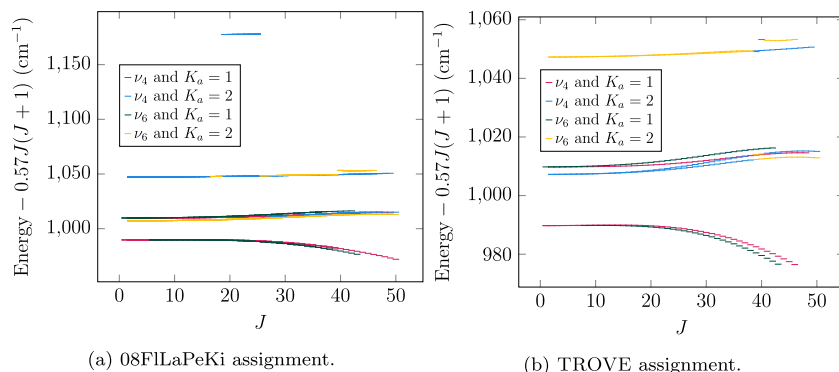 Energy − 0.57J(J + 1) (cm⁻¹)
1,150
1,100
1,050
1,000
ν₄ and Kₐ = 1
ν₄ and Kₐ = 2
ν₆ and Kₐ = 1
ν₆ and Kₐ = 2
0
10
20
30
40
50
J
(a) 08FlLaPeKi assignment.
Energy − 0.57J(J + 1) (cm⁻¹)
1,060
1,040
1,020
1,000
980
ν₄ and Kₐ = 1
ν₄ and Kₐ = 2
ν₆ and Kₐ = 1
ν₆ and Kₐ = 2
0
10
20
30
40
50
J
(b) TROVE assignment.